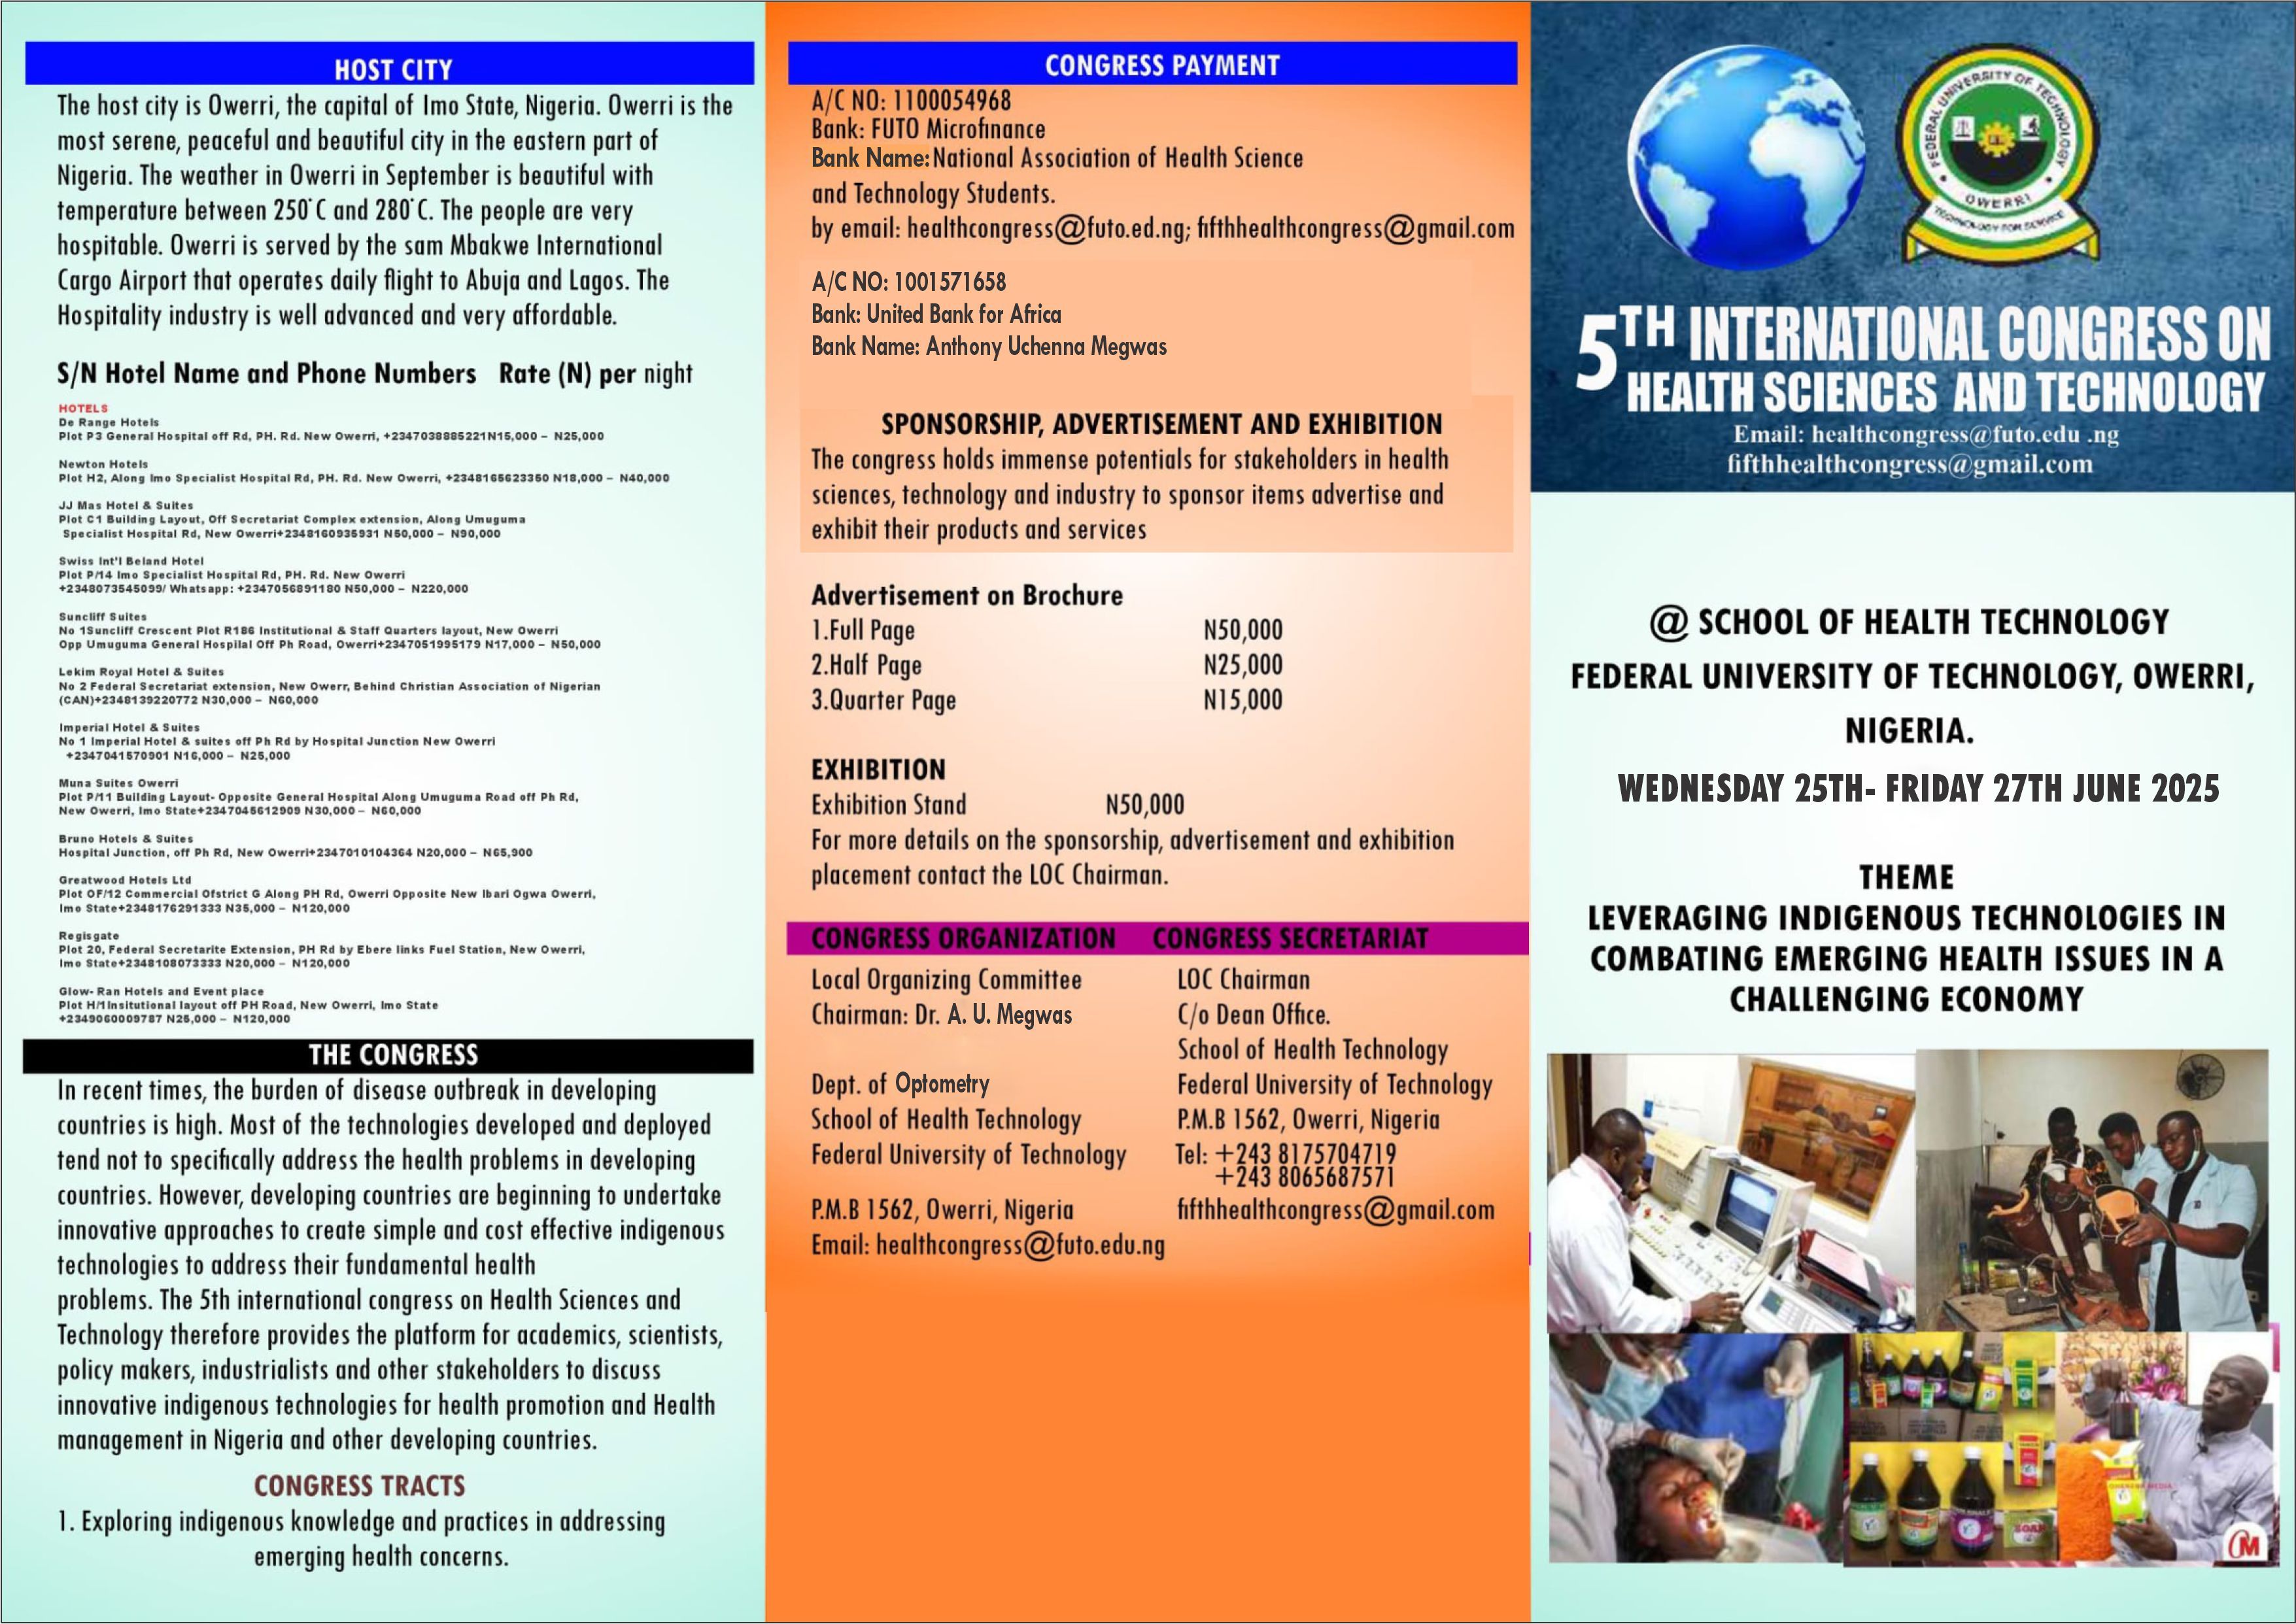 HOST CITY
The host city is Owerri, the capital of Imo State, Nigeria. Owerri is the
most serene, peaceful and beautiful city in the eastern part of
Nigeria. The weather in Owerri in September is beautiful with
temperature between 250°C and 280°C. The people are very
hospitable. Owerri is served by the sam Mbakwe International
Cargo Airport that operates daily flight to Abuja and Lagos. The
Hospitality industry is well advanced and very affordable.
S/N Hotel Name and Phone Numbers Rate (N) per night
HOTELS
De Range Hotels
Plot P3 General Hospital off Rd, PH. Rd. New Owerri, +2347038885221N15,000 – N25,000
Newton Hotels
Plot H2, Along Imo Specialist Hospital Rd, PH. Rd. New Owerri, +2348165623350 N18,000 – N40,000
JJ Mas Hotel & Suites
Plot C1 Building Layout, Off Secretariat Complex extension, Along Umuguma
Specialist Hospital Rd, New Owerri+2348160935931 N50,000 – N90,000
Swiss Int'l Beland Hotel
Plot P/14 Imo Specialist Hospital Rd, PH. Rd. New Owerri
+2348073545099/ Whatsapp: +2347056891180 N50,000 – N220,000
Suncliff Suites
No 1Suncliff Crescent Plot R186 Institutional & Staff Quarters layout, New Owerri
Opp Umuguma General Hospilal Off Ph Road, Owerri+2347051995179 N17,000 – N50,000
Lekim Royal Hotel & Suites
No 2 Federal Secretariat extension, New Owerr, Behind Christian Association of Nigerian
(CAN)+2348139220772 N30,000 – N60,000
Imperial Hotel & Suites
No 1 Imperial Hotel & suites off Ph Rd by Hospital Junction New Owerri
+2347041570901 N16,000 – N25,000
Muna Suites Owerri
Plot P/11 Building Layout- Opposite General Hospital Along Umuguma Road off Ph Rd,
New Owerri, Imo State+2347045612909 N30,000 – N60,000
Bruno Hotels & Suites
Hospital Junction, off Ph Rd, New Owerri+2347010104364 N20,000 – N65,900
Greatwood Hotels Ltd
Plot OF/12 Commercial Ofstrict G Along PH Rd, Owerri Opposite New Ibari Ogwa Owerri,
Imo State+2348176291333 N35,000 – N120,000
Regisgate
Plot 20, Federal Secretarite Extension, PH Rd by Ebere links Fuel Station, New Owerri,
Imo State+2348108073333 N20,000 – N120,000
Glow- Ran Hotels and Event place
Plot H/1Insitutional layout off PH Road, New Owerri, Imo State
+2349060009787 N25,000 – N120,000
THE CONGRESS
In recent times, the burden of disease outbreak in developing
countries is high. Most of the technologies developed and deployed
tend not to specifically address the health problems in developing
countries. However, developing countries are beginning to undertake
innovative approaches to create simple and cost effective indigenous
technologies to address their fundamental health
problems. The 5th international congress on Health Sciences and
Technology therefore provides the platform for academics, scientists,
policy makers, industrialists and other stakeholders to discuss
innovative indigenous technologies for health promotion and Health
management in Nigeria and other developing countries.
CONGRESS TRACTS
1. Exploring indigenous knowledge and practices in addressing
emerging health concerns.
CONGRESS PAYMENT
A/C NO: 1100054968
Bank: FUTO Microfinance
Bank Name: National Association of Health Science
and Technology Students.
by email: healthcongress@futo.ed.ng; fifthhealthcongress@gmail.com
A/C NO: 1001571658
Bank: United Bank for Africa
Bank Name: Anthony Uchenna Megwas
SPONSORSHIP, ADVERTISEMENT AND EXHIBITION
The congress holds immense potentials for stakeholders in health
sciences, technology and industry to sponsor items advertise and
exhibit their products and services
Advertisement on Brochure
1.Full Page N50,000
2.Half Page N25,000
3.Quarter Page N15,000
EXHIBITION
Exhibition Stand N50,000
For more details on the sponsorship, advertisement and exhibition
placement contact the LOC Chairman.
CONGRESS ORGANIZATION
Local Organizing Committee
Chairman: Dr. A. U. Megwas
Dept. of Optometry
School of Health Technology
Federal University of Technology
P.M.B 1562, Owerri, Nigeria
Email: healthcongress@futo.edu.ng
CONGRESS SECRETARIAT
LOC Chairman
C/o Dean Office.
School of Health Technology
Federal University of Technology
P.M.B 1562, Owerri, Nigeria
Tel: +243 8175704719
+243 8065687571
fifthhealthcongress@gmail.com
FEDERAL UNIVERSITY OF TECHNOLOGY
OWERRI
TECHNOLOGY FOR SERVICE
5TH INTERNATIONAL CONGRESS ON
HEALTH SCIENCES AND TECHNOLOGY
Email: healthcongress@futo.edu .ng
fifthhealthcongress@gmail.com
@ SCHOOL OF HEALTH TECHNOLOGY
FEDERAL UNIVERSITY OF TECHNOLOGY, OWERRI,
NIGERIA.
WEDNESDAY 25TH- FRIDAY 27TH JUNE 2025
THEME
LEVERAGING INDIGENOUS TECHNOLOGIES IN
COMBATING EMERGING HEALTH ISSUES IN A
CHALLENGING ECONOMY
SOAP
M